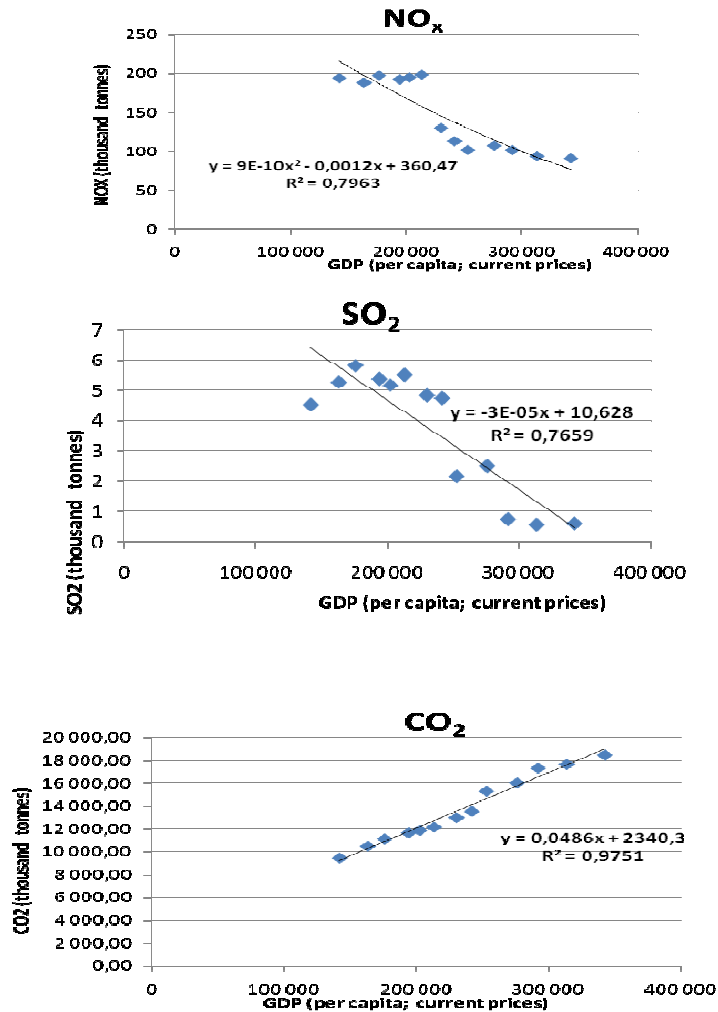 NOₓ
NOX (thousand tonnes)
250
200
150
100
50
0
y = 9E-10x² - 0,0012x + 360,47
R² = 0,7963
0 100 000 200 000 300 000 400 000
GDP (per capita; current prices)
SO₂
SO2 (thousand tonnes)
7
6
5
4
3
2
1
0
y = -3E-05x + 10,628
R² = 0,7659
0 100 000 200 000 300 000 400 000
GDP (per capita; current prices)
CO₂
CO2 (thousand tonnes)
20 000,00
18 000,00
16 000,00
14 000,00
12 000,00
10 000,00
8 000,00
6 000,00
4 000,00
2 000,00
0,00
y = 0,0486x + 2340,3
R² = 0,9751
0 100 000 200 000 300 000 400 000
GDP (per capita; current prices)